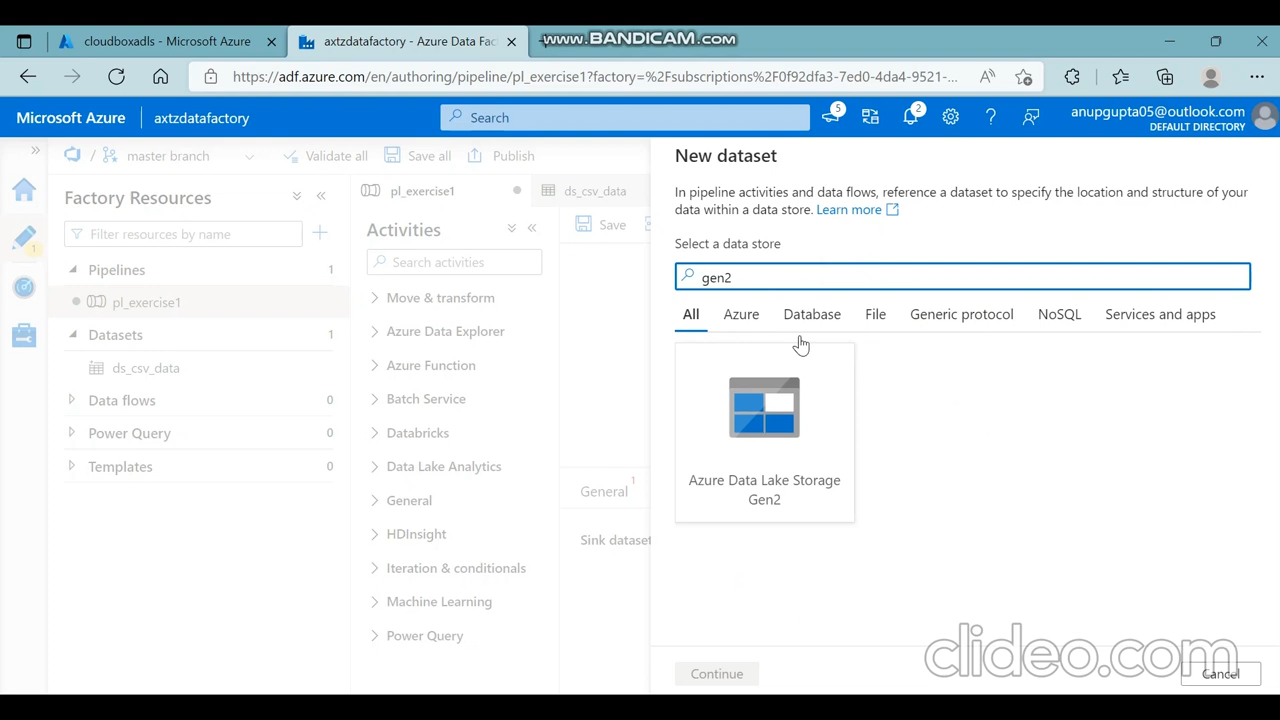 cloudboxadls - Microsoft Azure
axtzdatafactory - Azure Data Fac
www.BANDICAM.com
https://adf.azure.com/en/authoring/pipeline/pl_exercise1?factory=%2Fsubscriptions%2F0f92dfa3-7ed0-4da4-9521-...
Microsoft Azure
axtzdatafactory
Search
5
2
anupgupta05@outlook.com
DEFAULT DIRECTORY
/ master branch
Validate all
Save all
Publish
1
Factory Resources
Filter resources by name
Pipelines 1
pl_exercise1
Datasets 1
ds_csv_data
Data flows 0
Power Query 0
Templates 0
pl_exercise1
ds_csv_data
Activities
Search activities
Move & transform
Azure Data Explorer
Azure Function
Batch Service
Databricks
Data Lake Analytics
General
HDInsight
Iteration & conditionals
Machine Learning
Power Query
Save
General 1
Sink dataset
New dataset
In pipeline activities and data flows, reference a dataset to specify the location and structure of your
data within a data store. Learn more
Select a data store
gen2
All Azure Database File Generic protocol NoSQL Services and apps
Azure Data Lake Storage
Gen2
Continue
Cancel
clideo.com